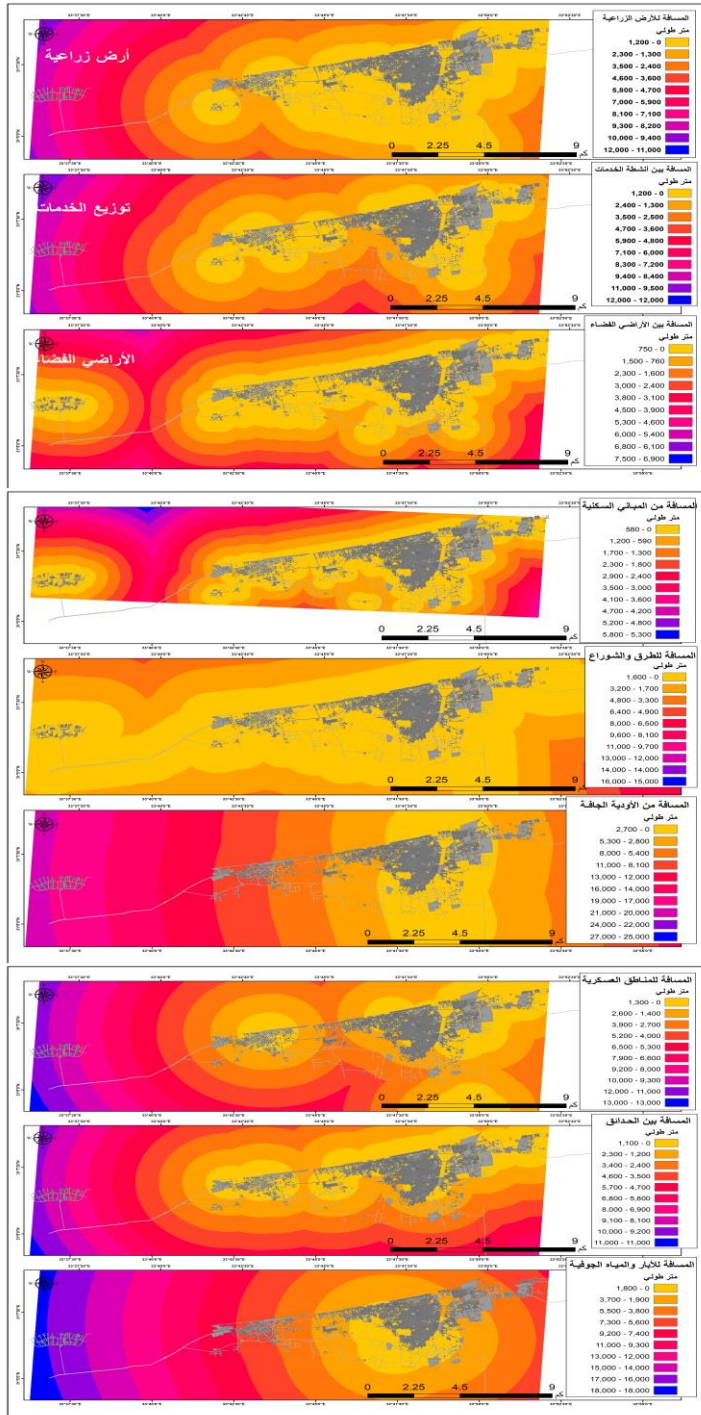 المسافة للأرض الزراعية
متر طولي
أرض زراعية
1,200 - 0
2,300 - 1,300
3,500 - 2,400
4,600 - 3,600
5,800 - 4,700
7,000 - 5,900
8,100 - 7,100
9,300 - 8,200
10,000 - 9,400
12,000 - 11,000
0 2.25 4.5 9 كم
المسافة بين أنشطة الخدمات
متر طولي
توزيع الخدمات
1,200 - 0
2,400 - 1,300
3,500 - 2,500
4,700 - 3,600
5,900 - 4,800
7,100 - 6,000
8,300 - 7,200
9,400 - 8,400
11,000 - 9,500
12,000 - 12,000
0 2.25 4.5 9 كم
المسافة بين الأراضي الفضاء
متر طولي
الأراضي الفضاء
750 - 0
1,500 - 760
2,300 - 1,600
3,000 - 2,400
3,800 - 3,100
4,500 - 3,900
5,300 - 4,600
6,000 - 5,400
6,800 - 6,100
7,500 - 6,900
0 2.25 4.5 9 كم
المسافة من المباني السكنية
متر طولي
580 - 0
1,200 - 590
1,700 - 1,300
2,300 - 1,800
2,900 - 2,400
3,500 - 3,000
4,100 - 3,600
4,700 - 4,200
5,200 - 4,800
5,800 - 5,300
0 2.25 4.5 9 كم
المسافة للطرق والشوراع
متر طولي
1,600 - 0
3,200 - 1,700
4,800 - 3,300
6,400 - 4,900
8,000 - 6,500
9,600 - 8,100
11,000 - 9,700
13,000 - 12,000
14,000 - 14,000
16,000 - 15,000
0 2.25 4.5 9 كم
المسافة من الأودية الجافة
متر طولي
2,700 - 0
5,300 - 2,800
8,000 - 5,400
11,000 - 8,100
13,000 - 12,000
16,000 - 14,000
19,000 - 17,000
21,000 - 20,000
24,000 - 22,000
27,000 - 25,000
0 2.25 4.5 9 كم
المسافة للمناطق العسكرية
متر طولي
1,300 - 0
2,600 - 1,400
3,900 - 2,700
5,200 - 4,000
6,500 - 5,300
7,900 - 6,600
9,200 - 8,000
10,000 - 9,300
12,000 - 11,000
13,000 - 13,000
0 2.25 4.5 9 كم
المسافة بين الحدائق
متر طولي
1,100 - 0
2,300 - 1,200
3,400 - 2,400
4,600 - 3,500
5,700 - 4,700
6,800 - 5,800
8,000 - 6,900
9,100 - 8,100
10,000 - 9,200
11,000 - 11,000
0 2.25 4.5 9 كم
المسافة للأبار والمياه الجوفية
متر طولي
1,800 - 0
3,700 - 1,900
5,500 - 3,800
7,300 - 5,600
9,200 - 7,400
11,000 - 9,300
13,000 - 12,000
15,000 - 14,000
17,000 - 16,000
18,000 - 18,000
0 2.25 4.5 9 كم